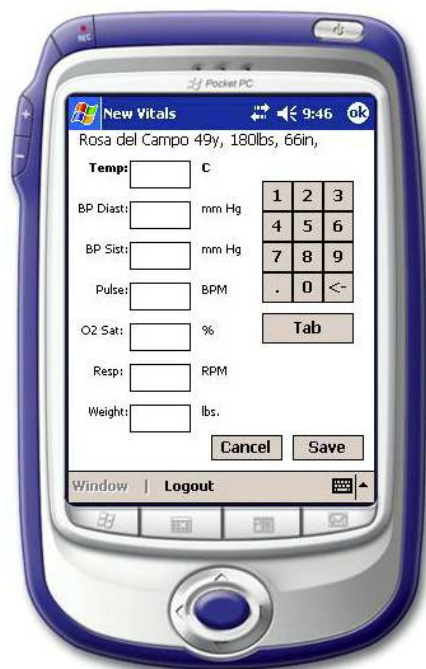 REC
Pocket PC
New Vitals 9:46 ok
Rosa del Campo 49y, 180lbs, 66in,
Temp: C
BP Diast: mm Hg
BP Sist: mm Hg
Pulse: BPM
O2 Sat: %
Resp: RPM
Weight: lbs.
1 2 3
4 5 6
7 8 9
. 0 <-
Tab
Cancel Save
Window | Logout